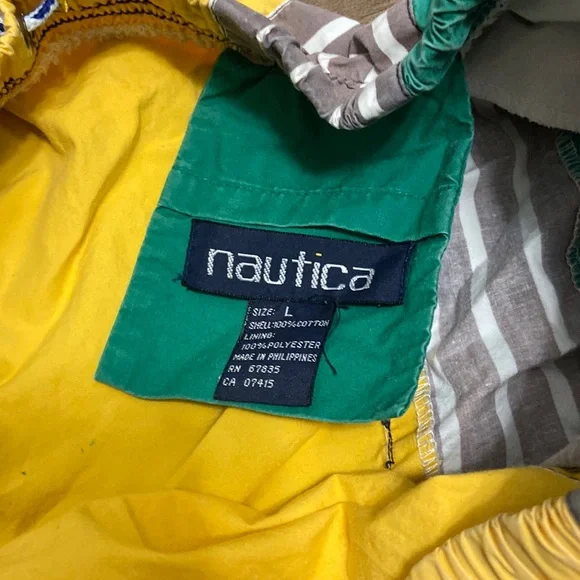 nautica
SIZE: L
SHELL:100%COTTON
LINING:
100%POLYESTER
MADE IN PHILIPPINES
RN 67835
CA 07415